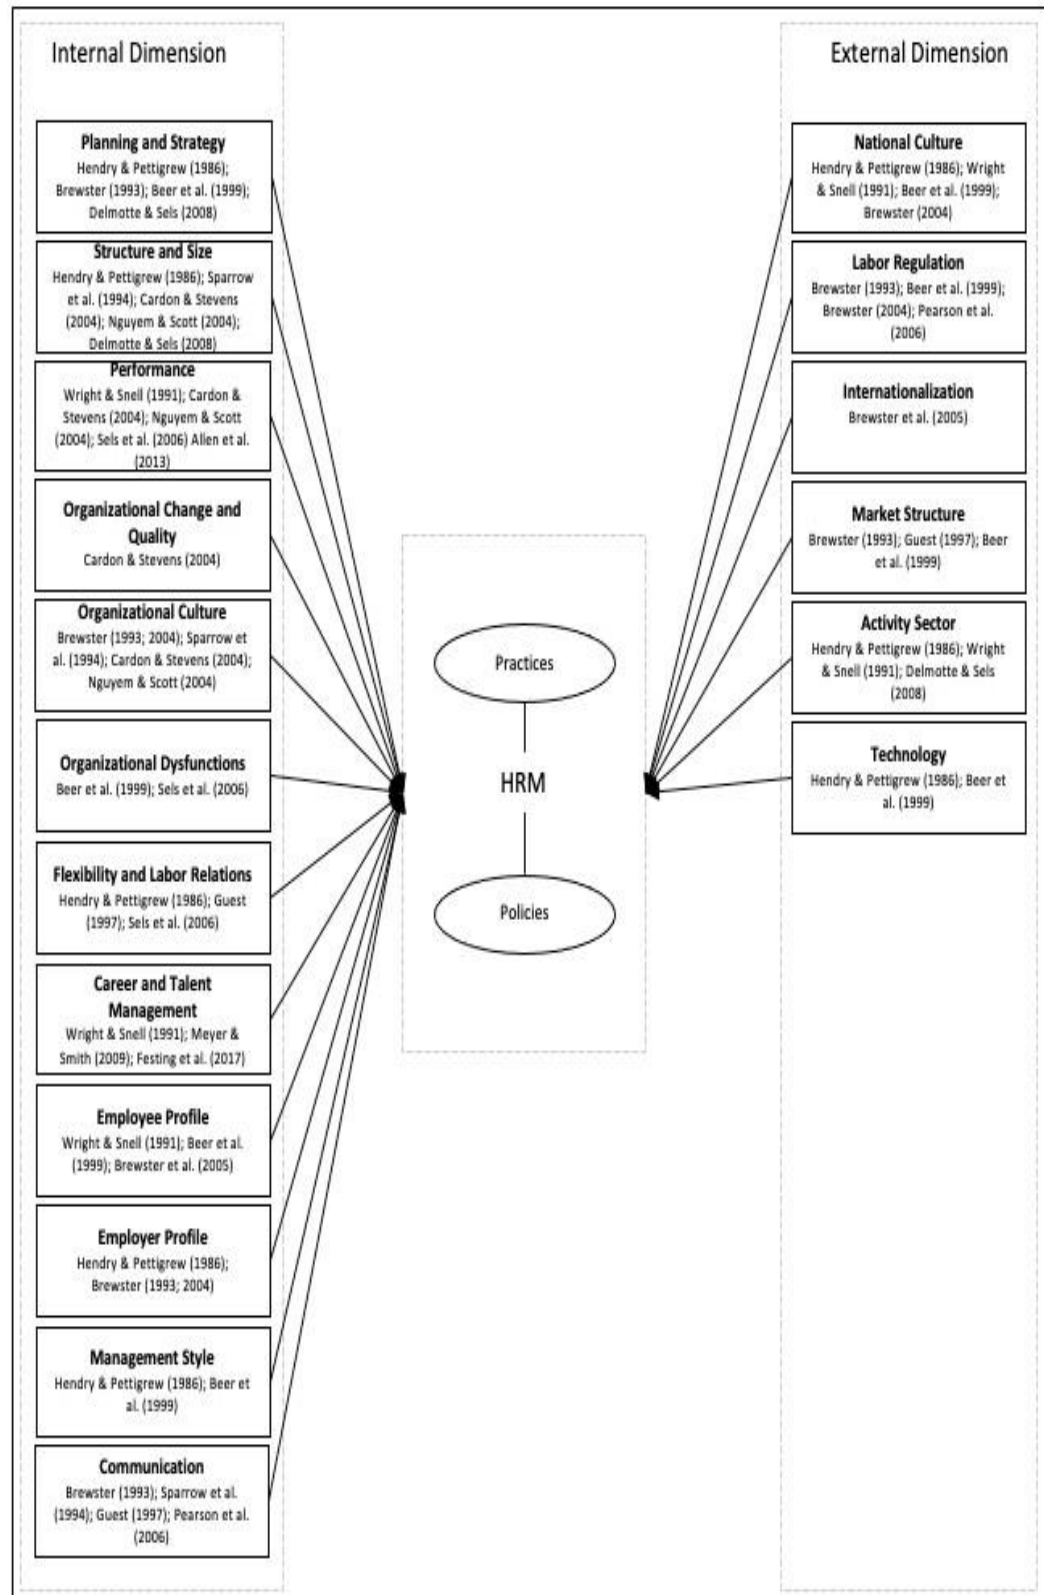 Internal Dimension
Planning and Strategy
Hendry & Pettigrew (1986);
Brewster (1993); Beer et al. (1999);
Delmotte & Sels (2008)
Structure and Size
Hendry & Pettigrew (1986); Sparrow
et al. (1994); Cardon & Stevens
(2004); Nguyem & Scott (2004);
Delmotte & Sels (2008)
Performance
Wright & Snell (1991); Cardon &
Stevens (2004); Nguyem & Scott
(2004); Sels et al. (2006) Allen et al.
(2013)
Organizational Change and
Quality
Cardon & Stevens (2004)
Organizational Culture
Brewster (1993; 2004); Sparrow et
al. (1994); Cardon & Stevens (2004);
Nguyem & Scott (2004)
Organizational Dysfunctions
Beer et al. (1999); Sels et al. (2006)
Flexibility and Labor Relations
Hendry & Pettigrew (1986); Guest
(1997); Sels et al. (2006)
Career and Talent
Management
Wright & Snell (1991); Meyer &
Smith (2009); Festing et al. (2017)
Employee Profile
Wright & Snell (1991); Beer et al.
(1999); Brewster et al. (2005)
Employer Profile
Hendry & Pettigrew (1986);
Brewster (1993; 2004)
Management Style
Hendry & Pettigrew (1986); Beer et
al. (1999)
Communication
Brewster (1993); Sparrow et al.
(1994); Guest (1997); Pearson et al.
(2006)
Practices
HRM
Policies
External Dimension
National Culture
Hendry & Pettigrew (1986); Wright
& Snell (1991); Beer et al. (1999);
Brewster (2004)
Labor Regulation
Brewster (1993); Beer et al. (1999);
Brewster (2004); Pearson et al.
(2006)
Internationalization
Brewster et al. (2005)
Market Structure
Brewster (1993); Guest (1997); Beer
et al. (1999)
Activity Sector
Hendry & Pettigrew (1986); Wright
& Snell (1991); Delmotte & Sels
(2008)
Technology
Hendry & Pettigrew (1986); Beer et
al. (1999)